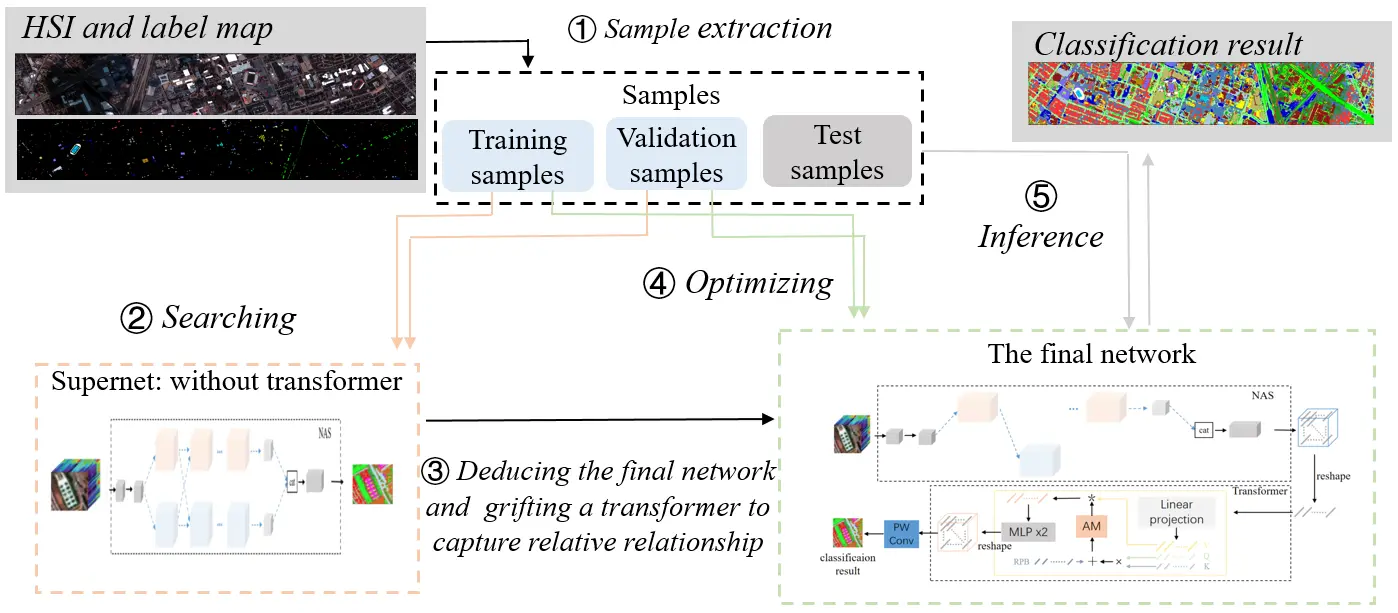 HSI and label map
① Sample extraction
Classification result
Samples
Training
samples
Validation
samples
Test
samples
⑤
Inference
④ Optimizing
② Searching
Supernet: without transformer
NAS
cat
③ Deducing the final network
and grifting a transformer to
capture relative relationship
The final network
NAS
...
cat
reshape
Transformer
Linear
projection
*
AM
MLP x2
reshape
PW
Conv
classificaion
result
RPB
+
×
V
Q
K